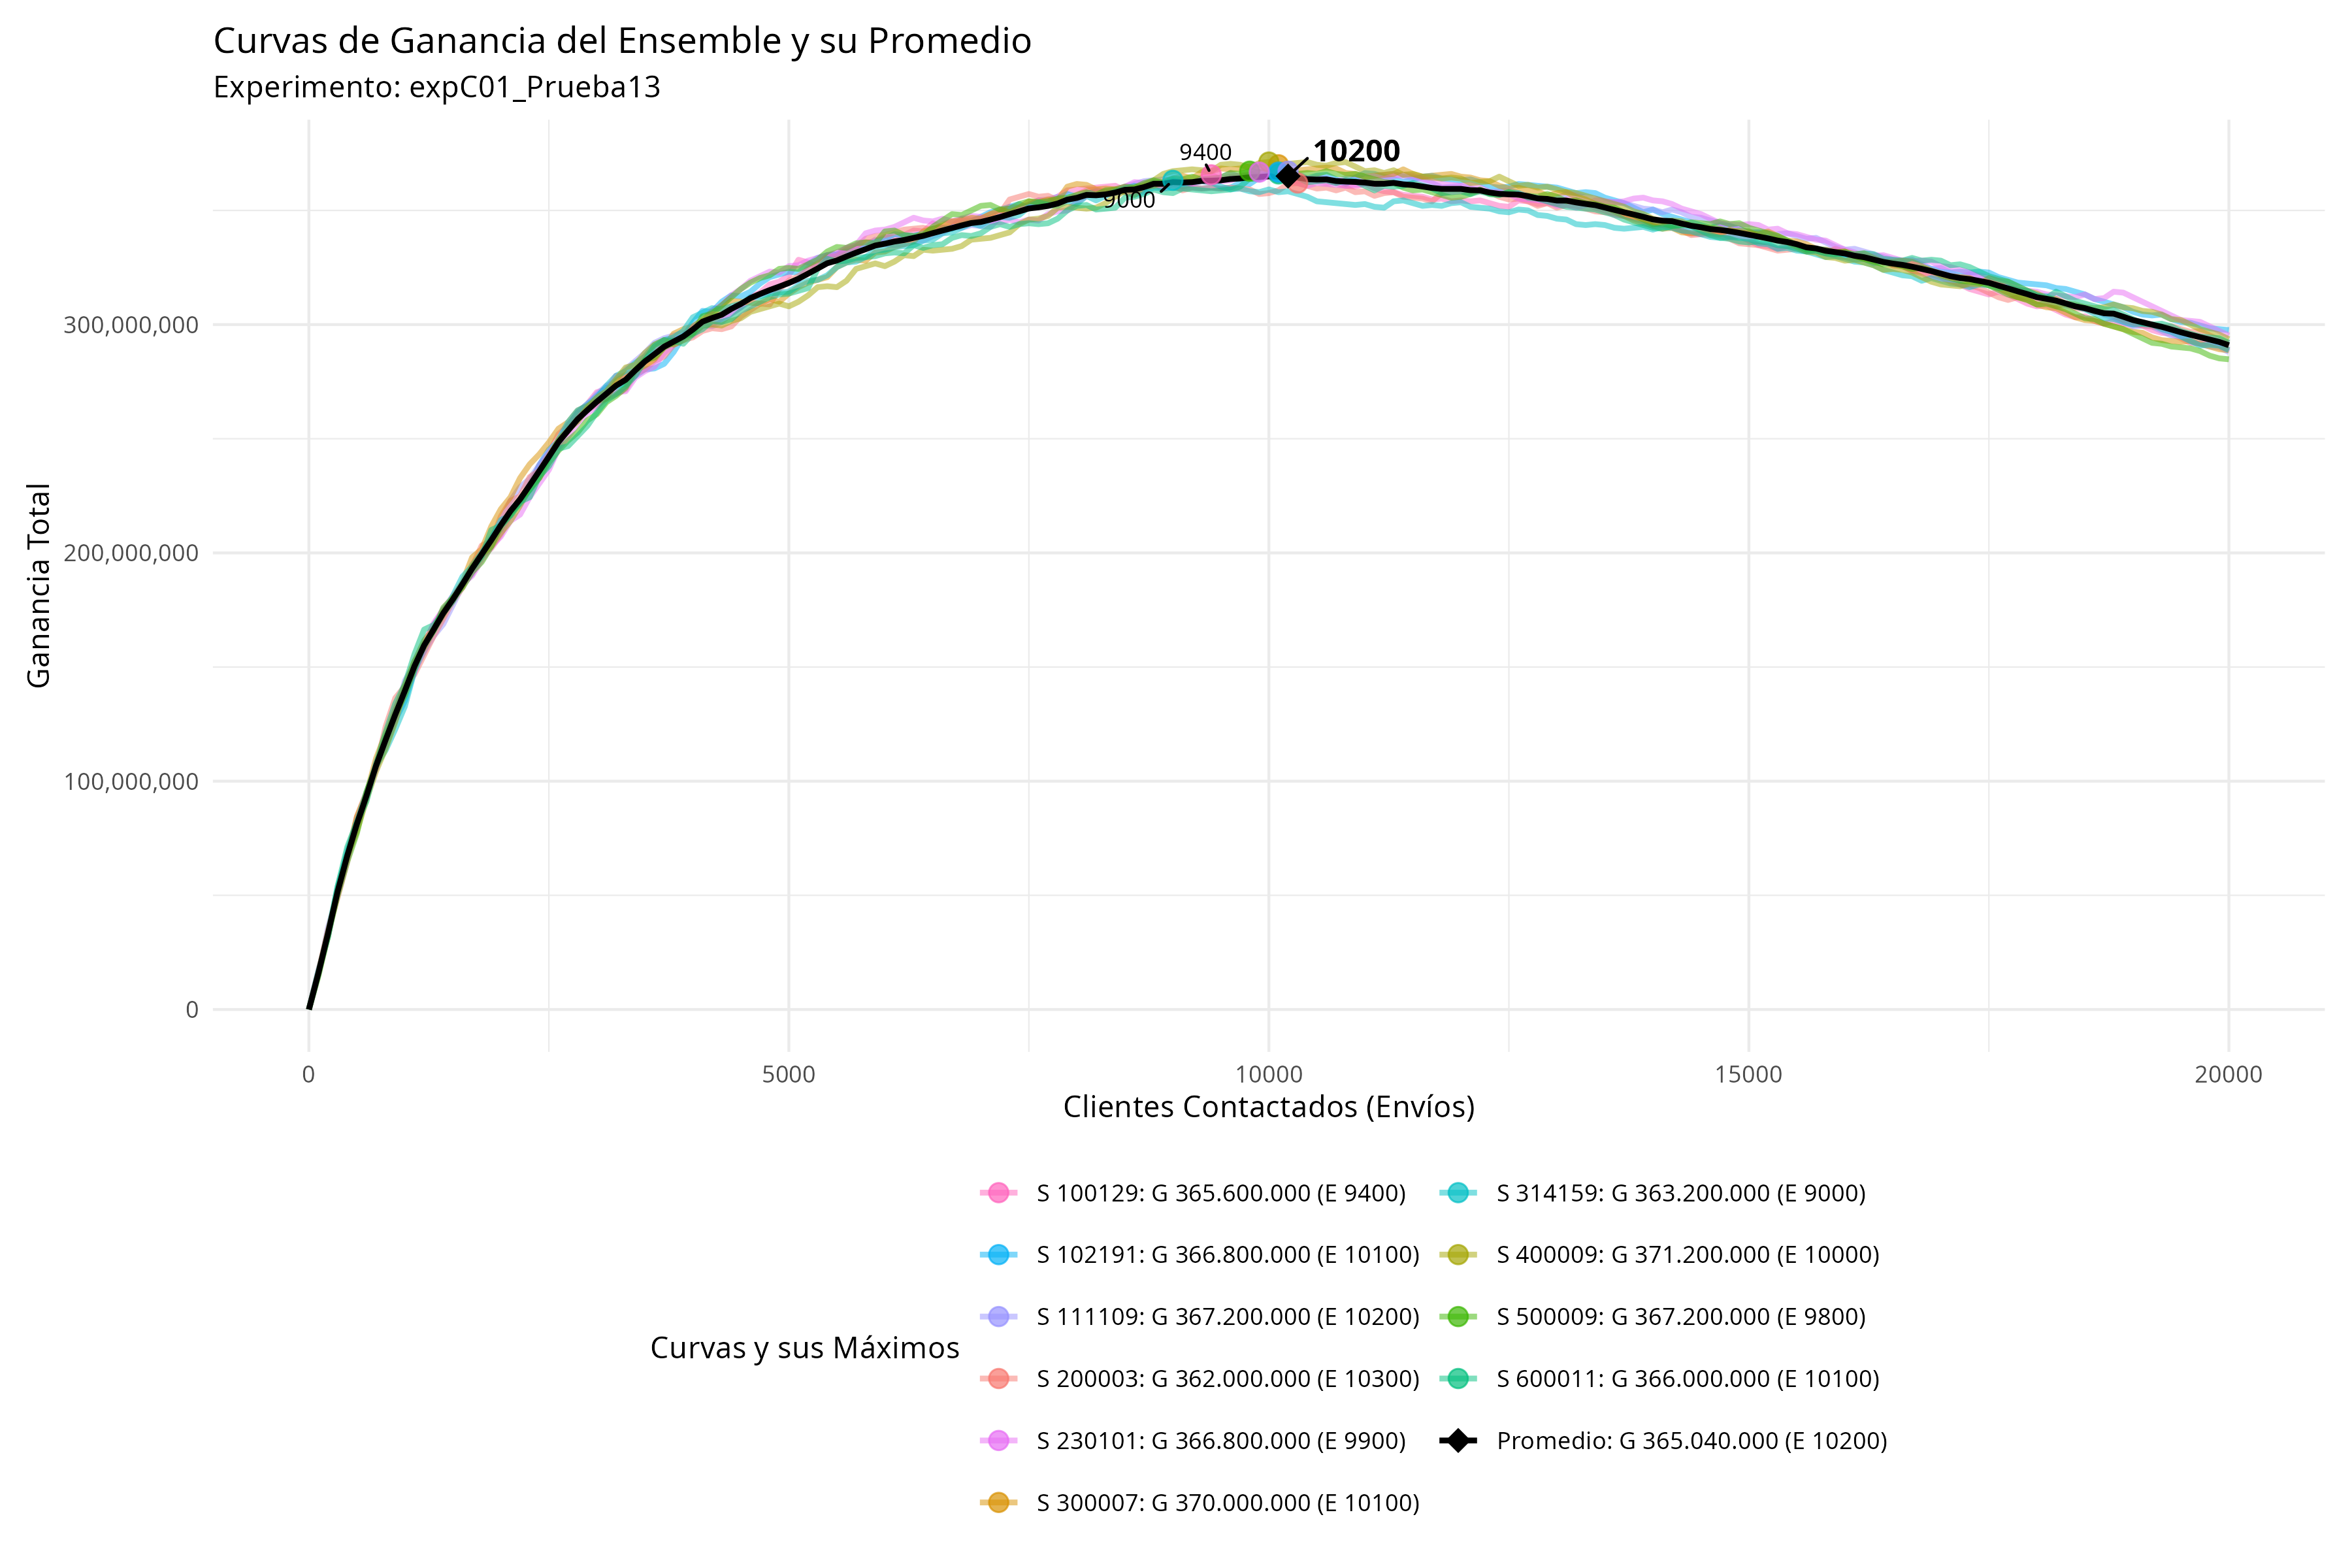 Curvas de Ganancia del Ensemble y su Promedio
Experimento: expC01_Prueba13
9400
10200
9000
Ganancia Total
300,000,000
200,000,000
100,000,000
0
0
5000
10000
15000
20000
Clientes Contactados (Envíos)
Curvas y sus Máximos
S 100129: G 365.600.000 (E 9400)
S 102191: G 366.800.000 (E 10100)
S 111109: G 367.200.000 (E 10200)
S 200003: G 362.000.000 (E 10300)
S 230101: G 366.800.000 (E 9900)
S 300007: G 370.000.000 (E 10100)
S 314159: G 363.200.000 (E 9000)
S 400009: G 371.200.000 (E 10000)
S 500009: G 367.200.000 (E 9800)
S 600011: G 366.000.000 (E 10100)
Promedio: G 365.040.000 (E 10200)